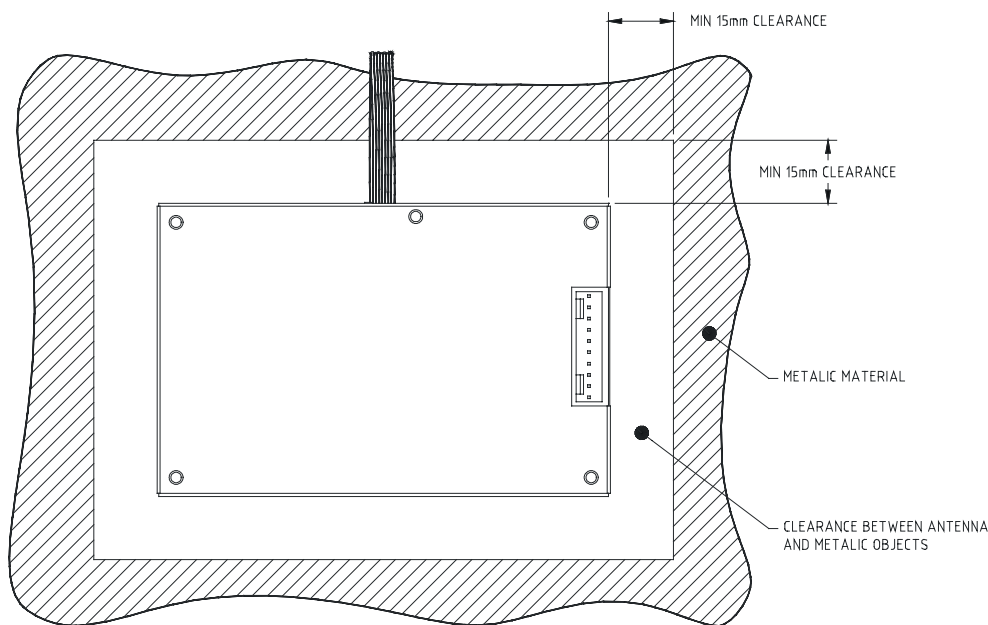 MIN 15mm CLEARANCE
MIN 15mm CLEARANCE
METALIC MATERIAL
CLEARANCE BETWEEN ANTENNA
AND METALIC OBJECTS